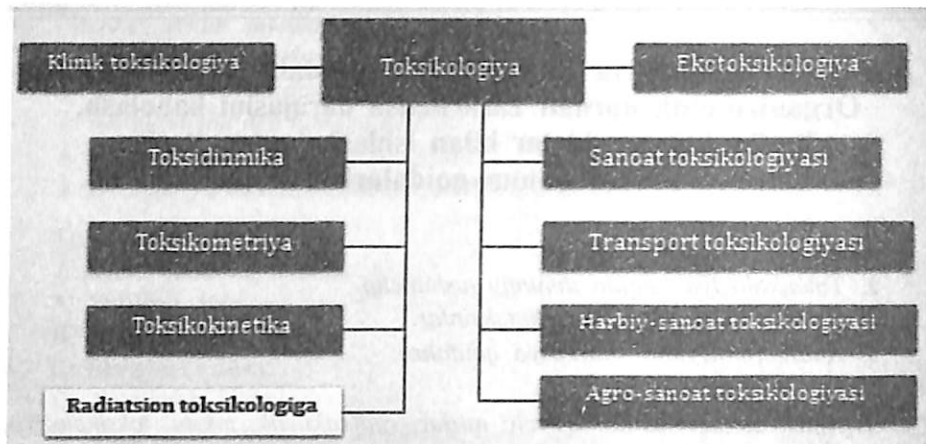 Klinik toksikologiya
Toksikologiya
Ekotoksikologiya
Toksidinmika
Sanoat toksikologiyasi
Toksikometriya
Transport toksikologiyasi
Toksikokinetika
Harbiy-sanoat toksikologiyasi
Radiatsion toksikologiga
Agro-sanoat toksikologiyasi